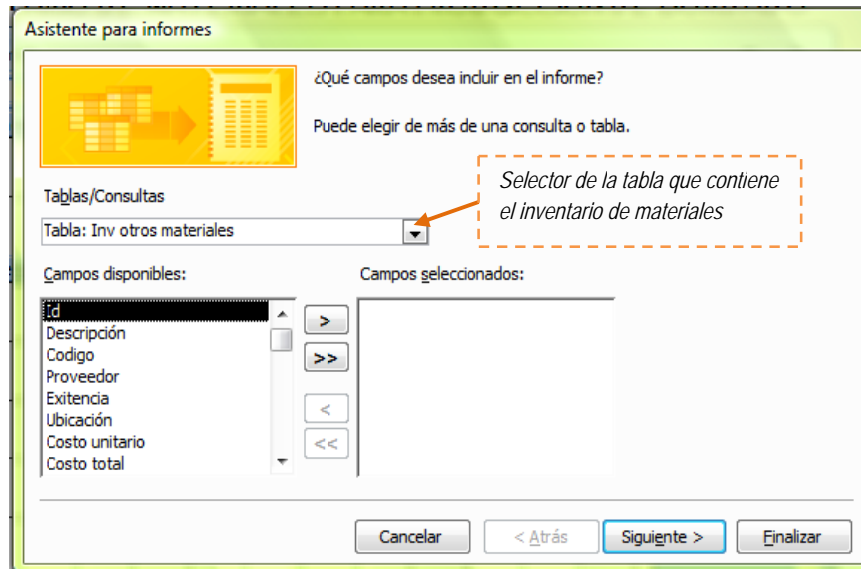 Asistente para informes
¿Qué campos desea incluir en el informe?
Puede elegir de más de una consulta o tabla.
Selector de la tabla que contiene
el inventario de materiales
Tablas/Consultas
Tabla: Inv otros materiales
Campos disponibles:
Campos seleccionados:
Id
Descripción
Codigo
Proveedor
Exitencia
Ubicación
Costo unitario
Costo total
>
>>
<
<<
Cancelar
< Atrás
Siguiente >
Finalizar